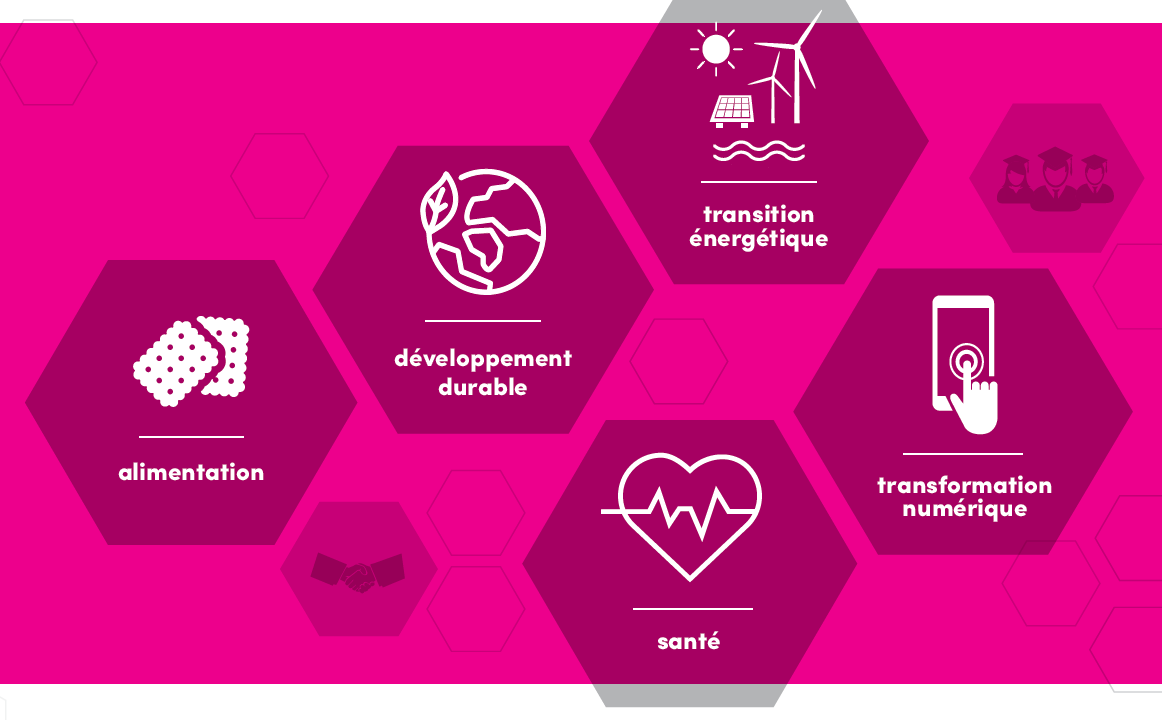 transition
énergétique
développement
durable
alimentation
transformation
numérique
santé